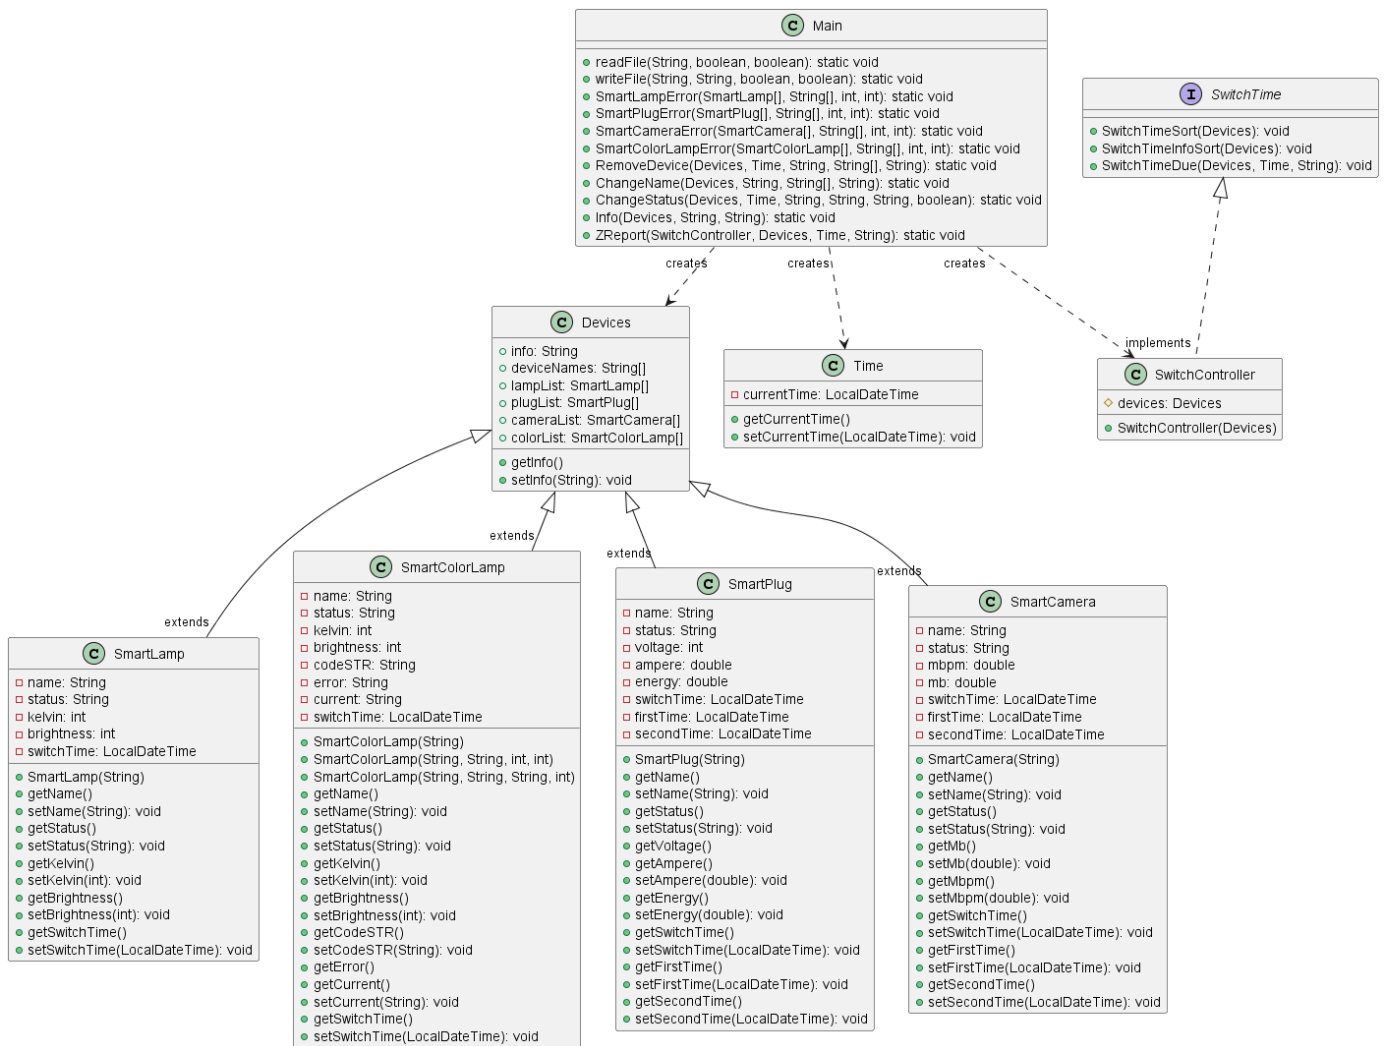 C Main
readFile(String, boolean, boolean): static void
writeFile(String, String, boolean, boolean): static void
SmartLampError(SmartLamp[], String[], int, int): static void
SmartPlugError(SmartPlug[], String[], int, int): static void
SmartCameraError(SmartCamera[], String[], int, int): static void
SmartColorLampError(SmartColorLamp[], String[], int, int): static void
RemoveDevice(Devices, Time, String, String[], String): static void
ChangeName(Devices, String, String[], String): static void
ChangeStatus(Devices, Time, String, String, String, boolean): static void
Info(Devices, String, String): static void
ZReport(SwitchController, Devices, Time, String): static void
I SwitchTime
SwitchTimeSort(Devices): void
SwitchTimeInfoSort(Devices): void
SwitchTimeDue(Devices, Time, String): void
creates
creates
creates
implements
C Devices
info: String
deviceNames: String[]
lampList: SmartLamp[]
plugList: SmartPlug[]
cameraList: SmartCamera[]
colorList: SmartColorLamp[]
getInfo()
setInfo(String): void
C Time
currentTime: LocalDateTime
getCurrentTime()
setCurrentTime(LocalDateTime): void
C SwitchController
devices: Devices
SwitchController(Devices)
extends
extends
extends
extends
C SmartLamp
name: String
status: String
kelvin: int
brightness: int
switchTime: LocalDateTime
SmartLamp(String)
getName()
setName(String): void
getStatus()
setStatus(String): void
getKelvin()
setKelvin(int): void
getBrightness()
setBrightness(int): void
getSwitchTime()
setSwitchTime(LocalDateTime): void
C SmartColorLamp
name: String
status: String
kelvin: int
brightness: int
codeSTR: String
error: String
current: String
switchTime: LocalDateTime
SmartColorLamp(String)
SmartColorLamp(String, String, int, int)
SmartColorLamp(String, String, String, int)
getName()
setName(String): void
getStatus()
setStatus(String): void
getKelvin()
setKelvin(int): void
getBrightness()
setBrightness(int): void
getCodeSTR()
setCodeSTR(String): void
getError()
getCurrent()
setCurrent(String): void
getSwitchTime()
setSwitchTime(LocalDateTime): void
C SmartPlug
name: String
status: String
voltage: int
ampere: double
energy: double
switchTime: LocalDateTime
firstTime: LocalDateTime
secondTime: LocalDateTime
SmartPlug(String)
getName()
setName(String): void
getStatus()
setStatus(String): void
getVoltage()
getAmpere()
setAmpere(double): void
getEnergy()
setEnergy(double): void
getSwitchTime()
setSwitchTime(LocalDateTime): void
getFirstTime()
setFirstTime(LocalDateTime): void
getSecondTime()
setSecondTime(LocalDateTime): void
C SmartCamera
name: String
status: String
mbpm: double
mb: double
switchTime: LocalDateTime
firstTime: LocalDateTime
secondTime: LocalDateTime
SmartCamera(String)
getName()
setName(String): void
getStatus()
setStatus(String): void
getMb()
setMb(double): void
getMbpm()
setMbpm(double): void
getSwitchTime()
setSwitchTime(LocalDateTime): void
getFirstTime()
setFirstTime(LocalDateTime): void
getSecondTime()
setSecondTime(LocalDateTime): void